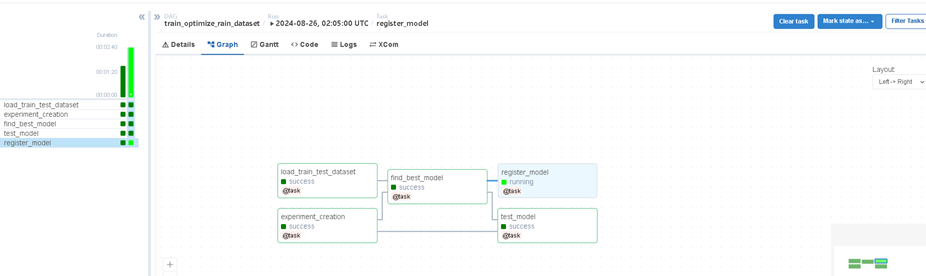 DAG Run Task
train_optimize_rain_dataset / ▸ 2024-08-26, 02:05:00 UTC / register_model
Clear task Mark state as... Filter Tasks
Details Graph Gantt Code Logs XCom
Duration
00:02:40
00:01:20
00:00:00
load_train_test_dataset
experiment_creation
find_best_model
test_model
register_model
Layout:
Left -> Right
load_train_test_dataset
success
@task
experiment_creation
success
@task
find_best_model
success
@task
register_model
running
@task
test_model
success
@task